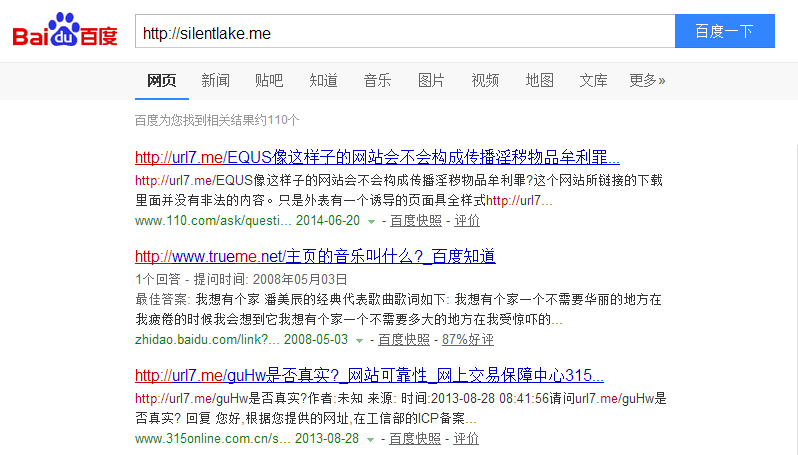 Bai du 百度
http://silentlake.me
百度一下
网页 新闻 贴吧 知道 音乐 图片 视频 地图 文库 更多»
百度为您找到相关结果约110个
http://url7.me/EQUS像这样子的网站会不会构成传播淫秽物品牟利罪...
http://url7.me/EQUS像这样子的网站会不会构成传播淫秽物品牟利罪?这个网站所链接的下载
里面并没有非法的内容。只是外表有一个诱导的页面具全样式http://url7...
www.110.com/ask/questi... 2014-06-20 - 百度快照 - 评价
http://www.trueme.net/主页的音乐叫什么?_百度知道
1个回答 - 提问时间: 2008年05月03日
最佳答案: 我想有个家 潘美辰的经典代表歌曲歌词如下: 我想有个家一个不需要华丽的地方在
我疲倦的时候我会想到它我想有个家一个不需要多大的地方在我受惊吓的...
zhidao.baidu.com/link?... 2008-05-03 - 百度快照 - 87%好评
http://url7.me/guHw是否真实?_网站可靠性_网上交易保障中心315...
http://url7.me/guHw是否真实?作者:未知 来源: 时间:2013-08-28 08:41:56请问url7.me/guHw是
否真实? 回复 您好,根据您提供的网址,在工信部的ICP备案...
www.315online.com.cn/s... 2013-08-28 - 百度快照 - 评价